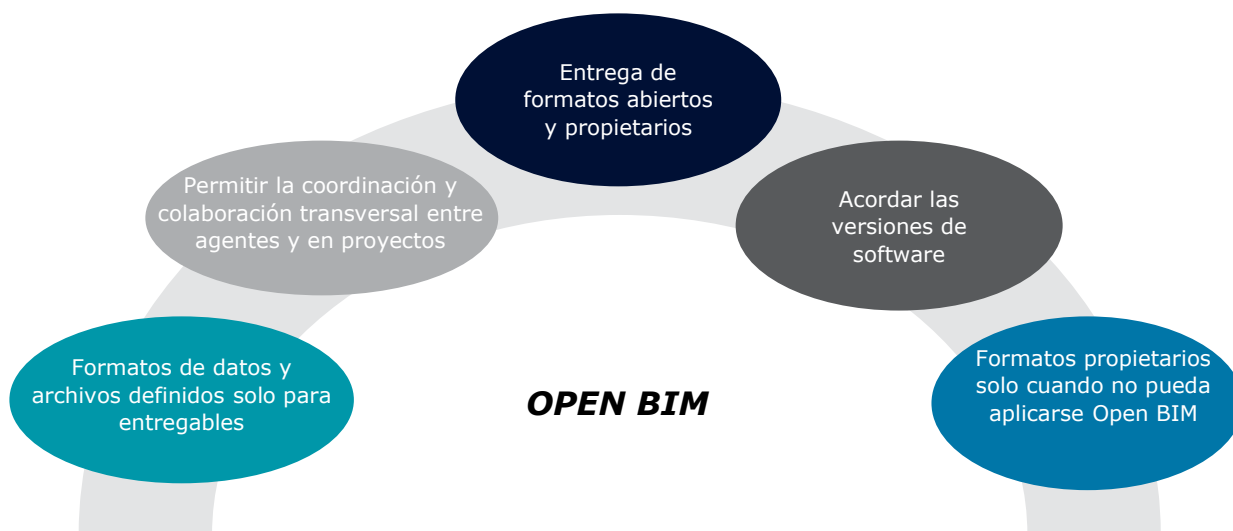 Entrega de
formatos abiertos
y propietarios
Permitir la coordinación y
colaboración transversal entre
agentes y en proyectos
Acordar las
versiones de
software
Formatos de datos y
archivos definidos solo para
entregables
OPEN BIM
Formatos propietarios
solo cuando no pueda
aplicarse Open BIM